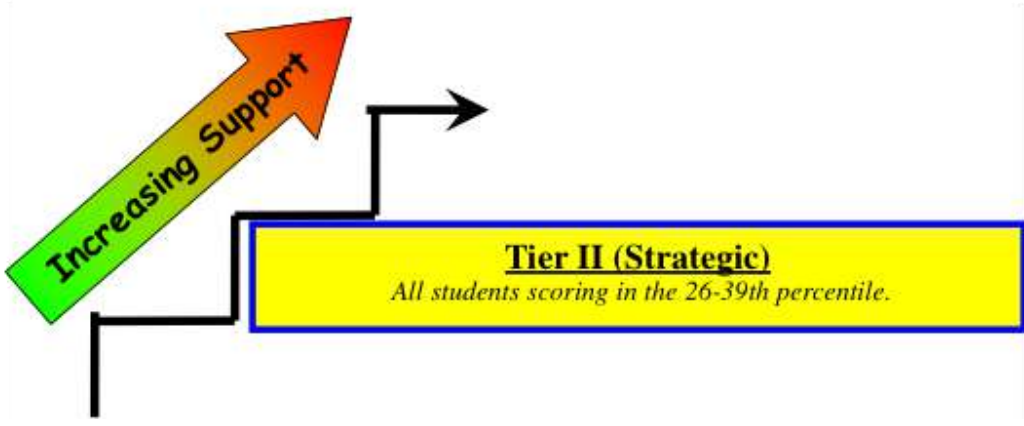 Increasing Support
Tier II (Strategic)
All students scoring in the 26-39th percentile.